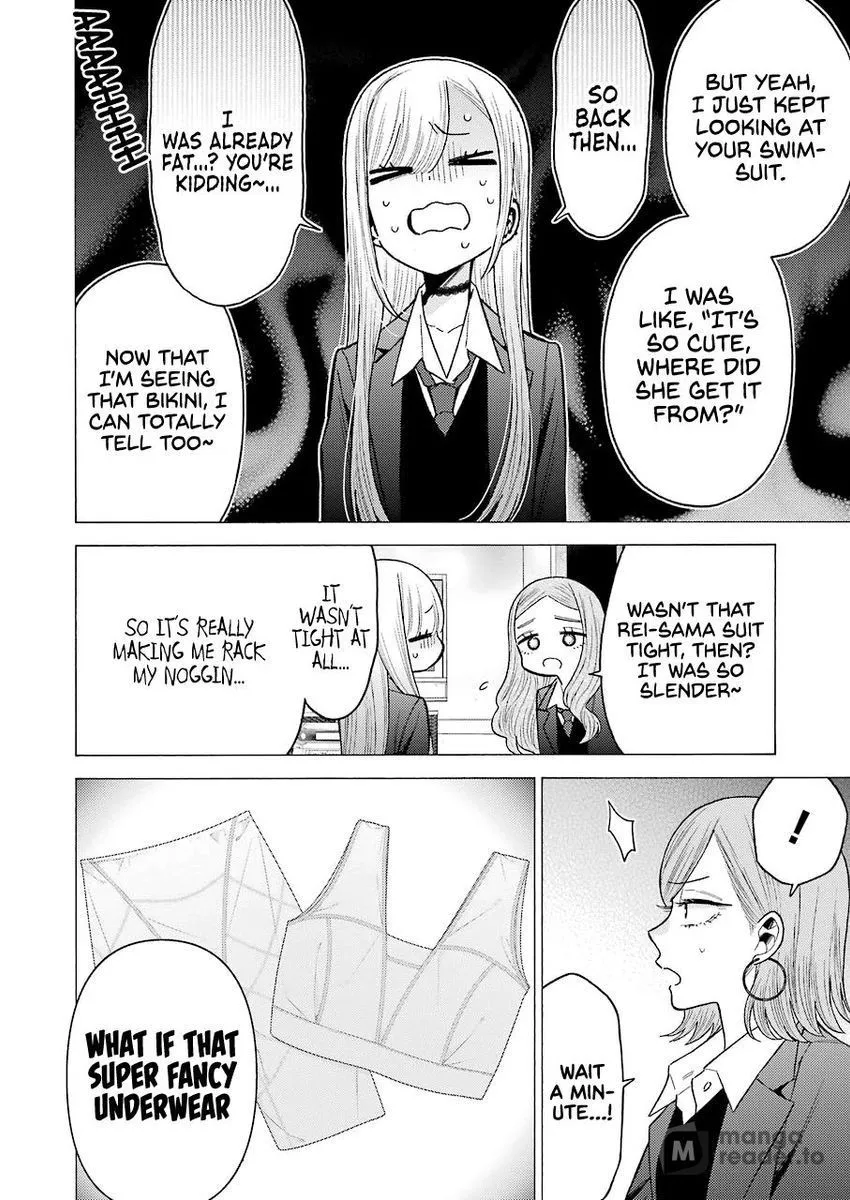 BUT YEAH,
I JUST KEPT
LOOKING AT
YOUR SWIM-
SUIT.
I WAS
LIKE, "IT'S
SO CUTE,
WHERE DID
SHE GET IT
FROM?"
SO
BACK
THEN...
I
WAS ALREADY
FAT...? YOU'RE
KIDDING~...
AAAAHHHHH
NOW THAT
I'M SEEING
THAT BIKINI, I
CAN TOTALLY
TELL TOO~
WASN'T THAT
REI-SAMA SUIT
TIGHT, THEN?
IT WAS SO
SLENDER~
IT
WASN'T
TIGHT AT
ALL...
SO IT'S REALLY
MAKING ME RACK
MY NOGGIN...
!
WAIT
A MIN-
UTE...!
WHAT IF THAT
SUPER FANCY
UNDERWEAR
M manga
reader.to